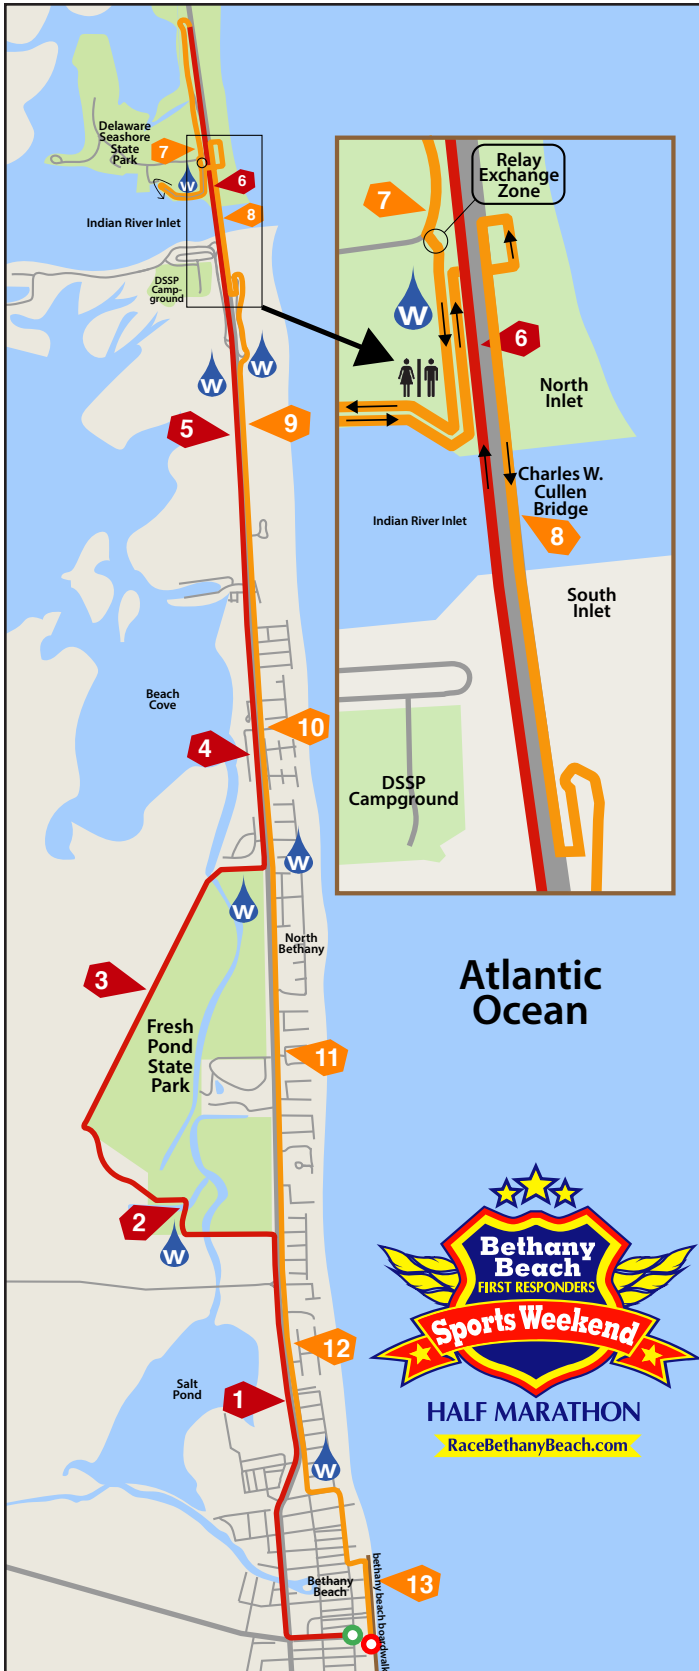 Delaware
Seashore
State
Park
7
W
6
Indian River Inlet
8
DSSP
Camp-
ground
W
W
5
9
Beach
Cove
10
4
W
W
North
Bethany
3
Fresh
Pond
State
Park
11
2
W
12
Salt
Pond
1
W
Bethany
Beach
bethany beach boardwalk
13
Relay
Exchange
Zone
7
W
6
North
Inlet
Charles W.
Cullen
Bridge
Indian River Inlet
8
South
Inlet
DSSP
Campground
Atlantic
Ocean
Bethany
Beach
FIRST RESPONDERS
Sports Weekend
HALF MARATHON
RaceBethanyBeach.com